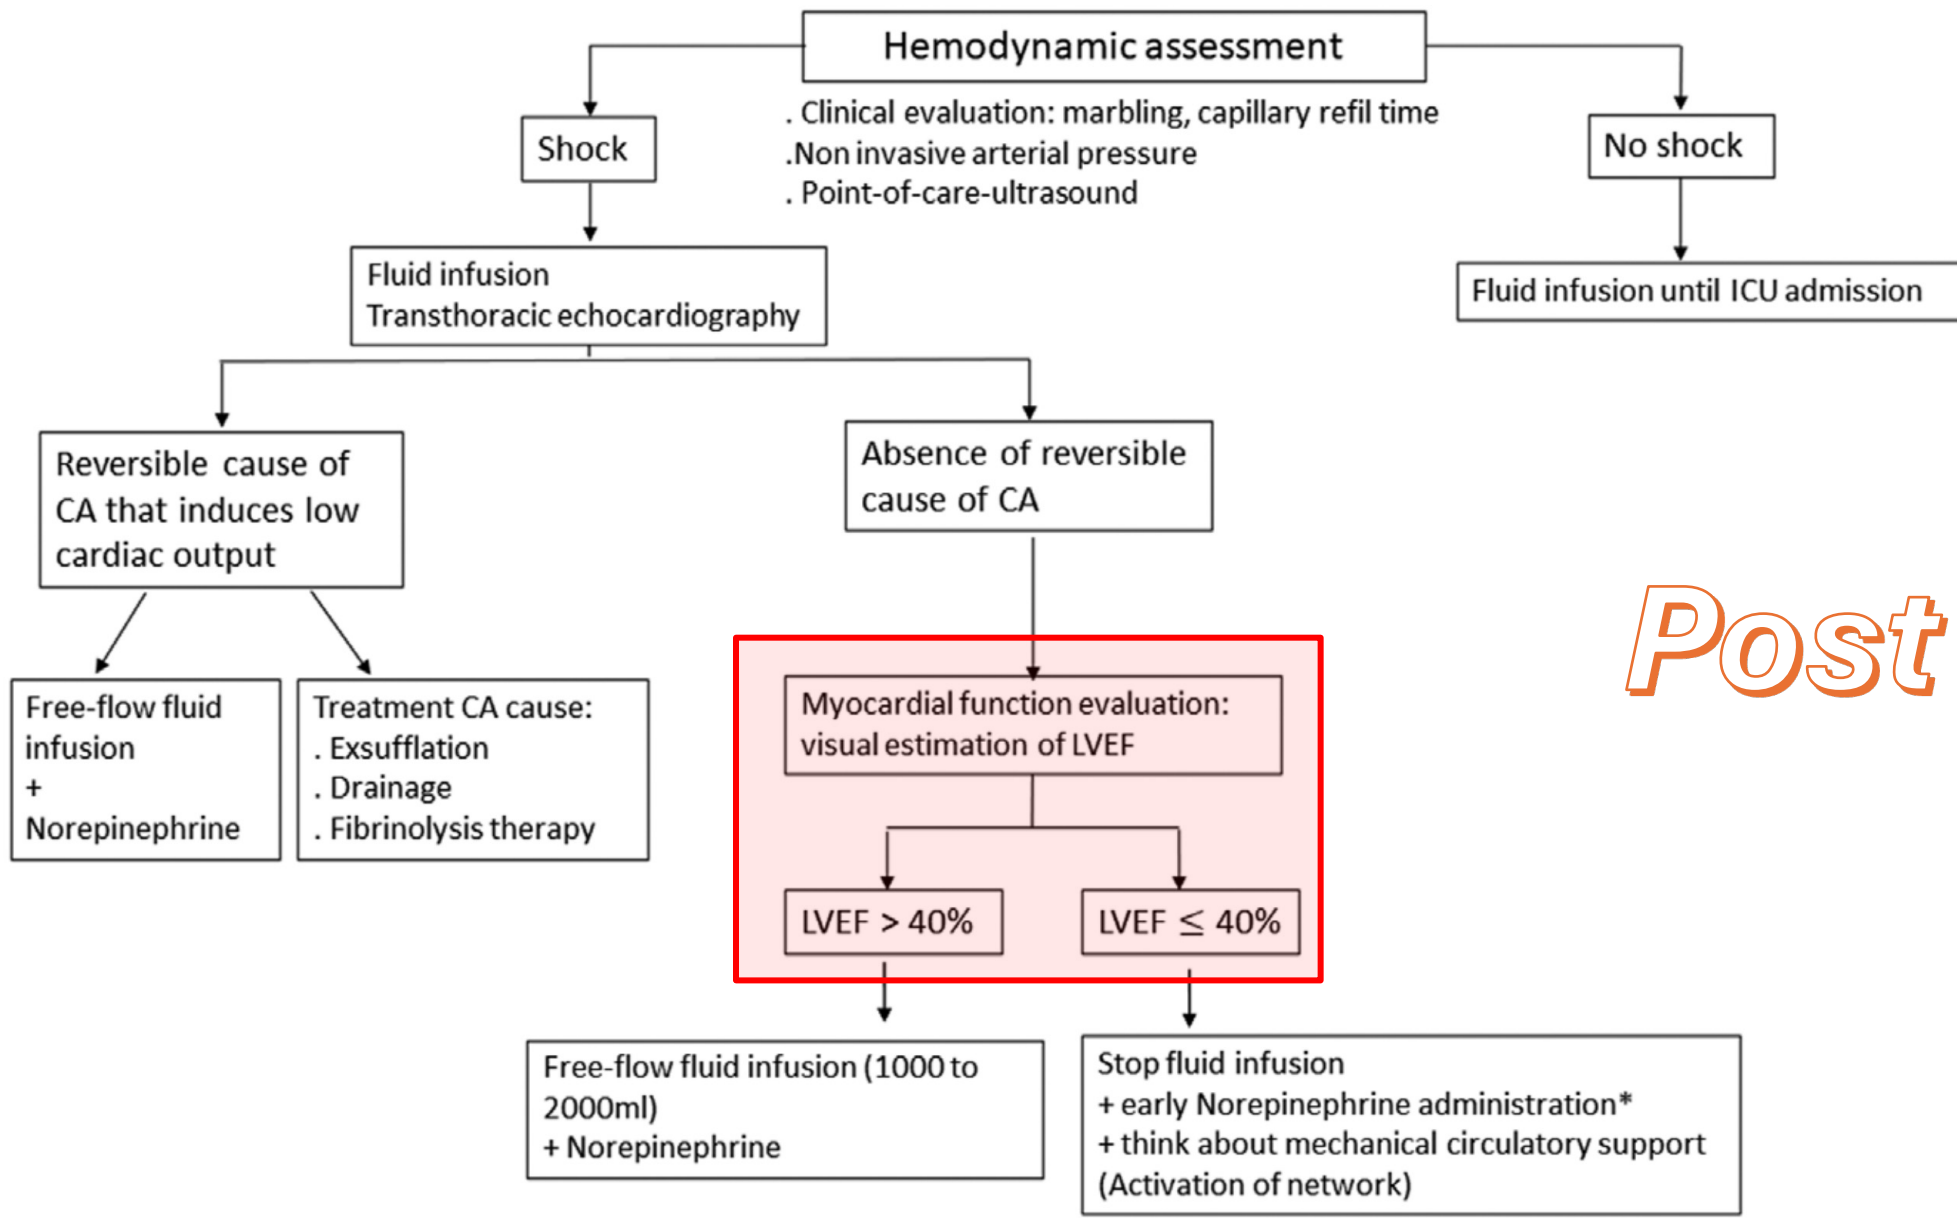 Hemodynamic assessment
. Clinical evaluation: marbling, capillary refil time
.Non invasive arterial pressure
. Point-of-care-ultrasound
Shock
No shock
Fluid infusion
Transthoracic echocardiography
Fluid infusion until ICU admission
Reversible cause of
CA that induces low
cardiac output
Absence of reversible
cause of CA
Free-flow fluid
infusion
+
Norepinephrine
Treatment CA cause:
. Exsufflation
. Drainage
. Fibrinolysis therapy
Myocardial function evaluation:
visual estimation of LVEF
Post
LVEF > 40%
LVEF ≤ 40%
Free-flow fluid infusion (1000 to
2000ml)
+ Norepinephrine
Stop fluid infusion
+ early Norepinephrine administration*
+ think about mechanical circulatory support
(Activation of network)